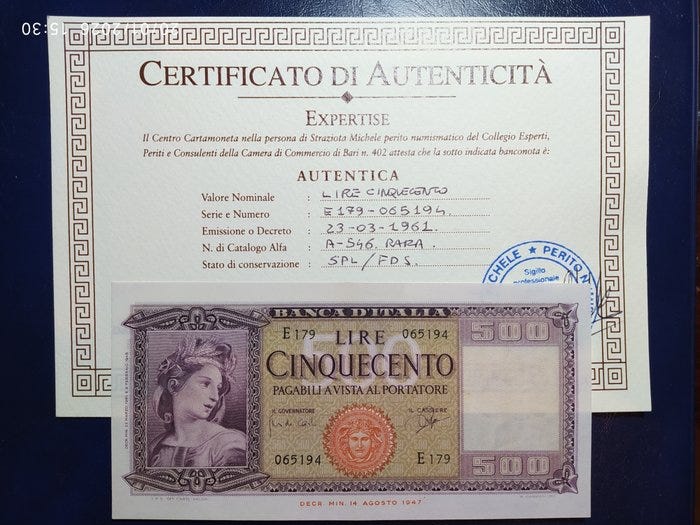 CERTIFICATO DI AUTENTICITÀ
EXPERTISE
Il Centro Cartamoneta nella persona di Straziota Michele perito numismatico del Collegio Esperti,
Periti e Consulenti della Camera di Commercio di Bari n. 402 attesta che la sotto indicata banconota è:
AUTENTICA
Valore Nominale : LIRE CINQUECENTO
Serie e Numero : E179-065194.
Emissione o Decreto : 23-03-1961.
N. di Catalogo Alfa : A-546. RARA.
Stato di conservazione : SPL/FDS.
CHELE ★ PERITO N
Sigillo
professionale
BANCA D'ITALIA
E 179 065194
500
LIRE
CINQUECENTO
PAGABILI A VISTA AL PORTATORE
IL GOVERNATORE IL CASSIERE
065194 E 179
500
DECR. MIN. 14 AGOSTO 1947